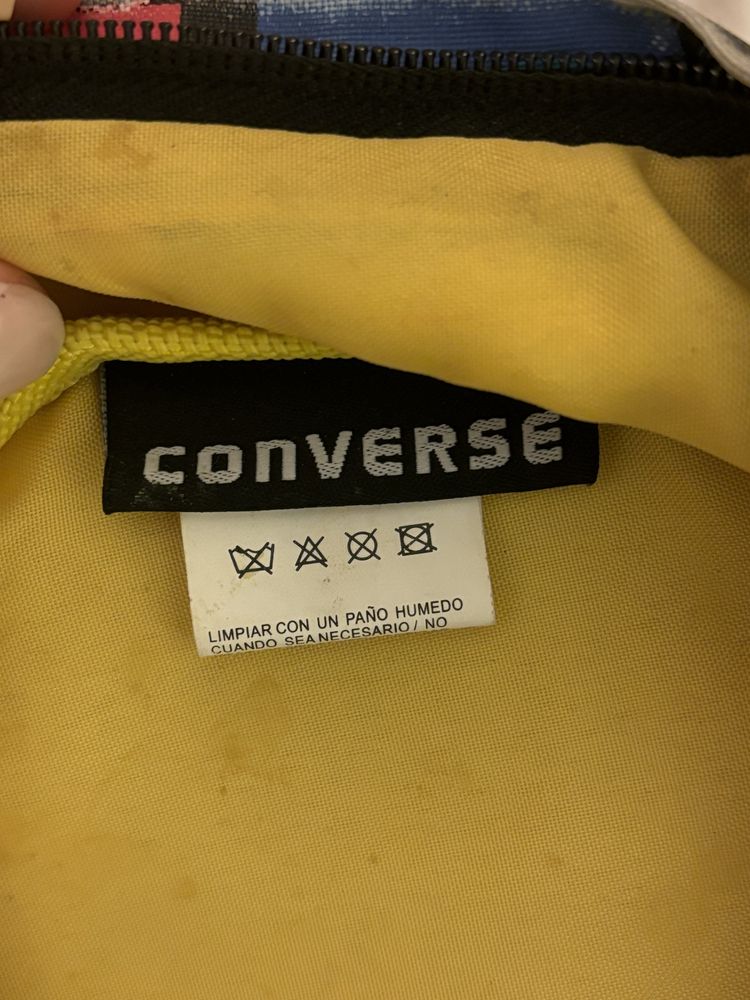 CONVERSE
LIMPIAR CON UN PAÑO HUMEDO
CUANDO SEA NECESARIO / NO